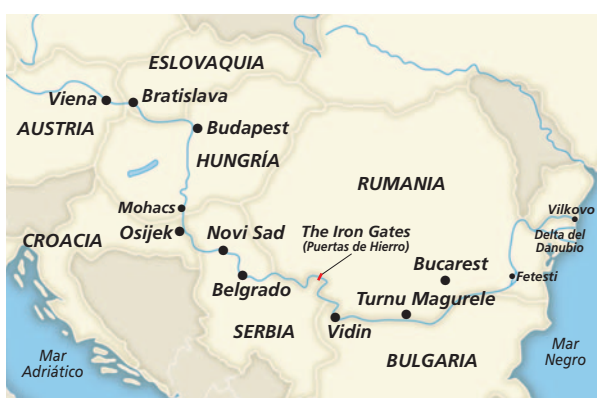 ESLOVAQUIA
Viena
Bratislava
AUSTRIA
Budapest
HUNGRÍA
RUMANIA
Mohacs
Vilkovo
CROACIA
Osijek
Novi Sad
The Iron Gates
(Puertas de Hierro)
Delta del
Danubio
Bucarest
Fetesti
Belgrado
Turnu Magurele
SERBIA
Vidin
Mar
Adriático
BULGARIA
Mar
Negro